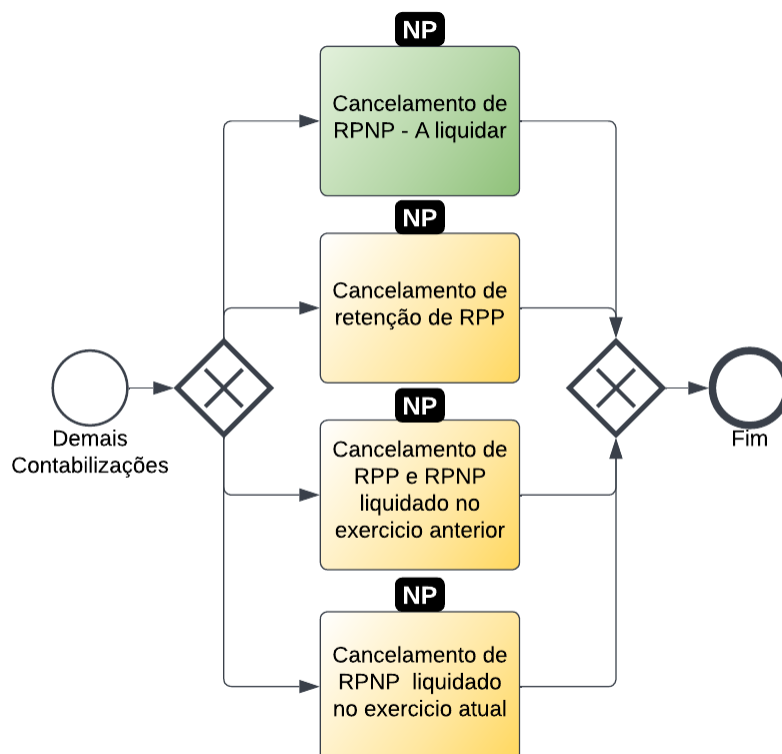 NP
Cancelamento de
RPNP - A liquidar
NP
Cancelamento de
retenção de RPP
Demais
Contabilizações
NP
Cancelamento de
RPP e RPNP
liquidado no
exercicio anterior
Fim
NP
Cancelamento de
RPNP  liquidado
no exercicio atual